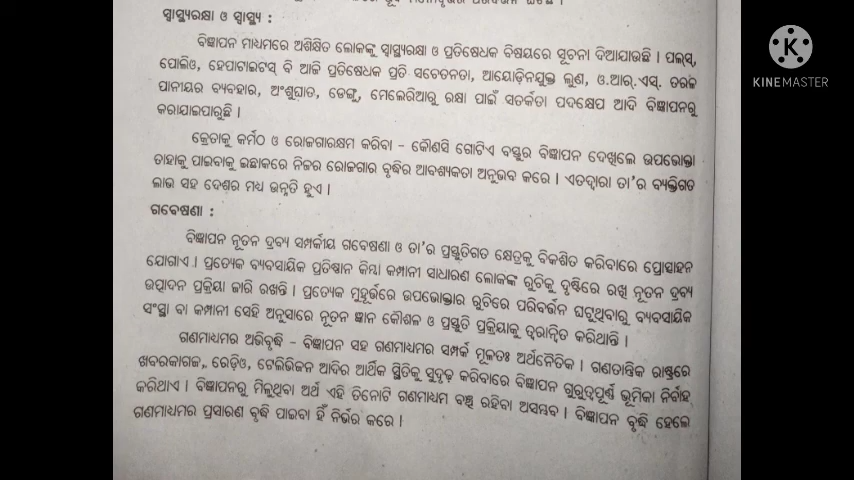 ସ୍ୱାସ୍ଥ୍ୟରକ୍ଷା ଓ ସ୍ୱାସ୍ଥ୍ୟ :
ବିଜ୍ଞାପନ ମାଧ୍ୟମରେ ଅଶିକ୍ଷିତ ଲୋକଙ୍କୁ ସ୍ୱାସ୍ଥ୍ୟରକ୍ଷା ଓ ପ୍ରତିଷେଧକ ବିଷୟରେ ସୂଚନା ଦିଆଯାଉଛି । ପଲ୍‌ସ୍,
ପୋଲିଓ, ହେପାଟାଇଟସ୍ ବି ଆଜି ପ୍ରତିଷେଧକ ପ୍ରତି ସଚେତନତା, ଆୟୋଡ଼ିନଯୁକ୍ତ ଲୁଣ, ଓ.ଆର୍.ଏସ୍. ତରଳ
ପାନୀୟର ବ୍ୟବହାର, ଅଂଶୁଘାତ, ଡେଙ୍ଗୁ, ମେଲେରିଆରୁ ରକ୍ଷା ପାଇଁ ସତର୍କତା ପଦକ୍ଷେପ ଆଦି ବିଜ୍ଞାପନରୁ
କରାଯାଇପାରୁଛି ।
କ୍ରେତାକୁ କର୍ମଠ ଓ ରୋଜଗାରକ୍ଷମ କରିବା – କୌଣସି ଗୋଟିଏ ବସ୍ତୁର ବିଜ୍ଞାପନ ଦେଖିଲେ ଉପଭୋକ୍ତା
ତାହାକୁ ପାଇବାକୁ ଇଛାକରେ ନିଜର ରୋଜଗାର ବୃଦ୍ଧିର ଆବଶ୍ୟକତା ଅନୁଭବ କରେ । ଏତଦ୍ଦ୍ୱାରା ତା'ର ବ୍ୟକ୍ତିଗତ
ଲାଭ ସହ ଦେଶର ମଧ୍ୟ ଉନ୍ନତି ହୁଏ ।
ଗବେଷଣା :
ବିଜ୍ଞାପନ ନୂତନ ଦ୍ରବ୍ୟ ସମ୍ପର୍କୀୟ ଗବେଷଣା ଓ ତା'ର ପ୍ରସ୍ତୁତିଗତ କ୍ଷେତ୍ରକୁ ବିକଶିତ କରିବାରେ ପ୍ରୋତ୍ସାହନ
ଯୋଗାଏ । ପ୍ରତ୍ୟେକ ବ୍ୟବସାୟିକ ପ୍ରତିଷ୍ଠାନ କିମ୍ବା କମ୍ପାନୀ ସାଧାରଣ ଲୋକଙ୍କ ରୁଚିକୁ ଦୃଷ୍ଟିରେ ରଖି ନୂତନ ଦ୍ରବ୍ୟ
ଉତ୍ପାଦନ ପ୍ରକ୍ରିୟା ଜାରି ରଖନ୍ତି । ପ୍ରତ୍ୟେକ ମୁହୂର୍ତ୍ତରେ ଉପଭୋକ୍ତାର ରୁଚିରେ ପରିବର୍ତ୍ତନ ଘଟୁଥିବାରୁ ବ୍ୟବସାୟିକ
ସଂସ୍ଥା ବା କମ୍ପାନୀ ସେହି ଅନୁସାରେ ନୂତନ ଜ୍ଞାନ କୌଶଳ ଓ ପ୍ରସ୍ତୁତି ପ୍ରକ୍ରିୟାକୁ ତ୍ୱରାନ୍ୱିତ କରିଥାନ୍ତି ।
ଗଣମାଧ୍ୟମର ଅଭିବୃଦ୍ଧି – ବିଜ୍ଞାପନ ସହ ଗଣମାଧ୍ୟମର ସମ୍ପର୍କ ମୂଳତଃ ଅର୍ଥନୈତିକ । ଗଣତାନ୍ତ୍ରିକ ରାଷ୍ଟ୍ରରେ
ଖବରକାଗଜ, ରେଡ଼ିଓ, ଟେଲିଭିଜନ ଆଦିର ଆର୍ଥିକ ସ୍ଥିତିକୁ ସୁଦୃଢ଼ କରିବାରେ ବିଜ୍ଞାପନ ଗୁରୁତ୍ୱପୂର୍ଣ୍ଣ ଭୂମିକା ନିର୍ବାହ
କରିଥାଏ । ବିଜ୍ଞାପନରୁ ମିଳୁଥିବା ଅର୍ଥ ଏହି ତିନୋଟି ଗଣମାଧ୍ୟମ ବଞ୍ଚି ରହିବା ଅସମ୍ଭବ । ବିଜ୍ଞାପନ ବୃଦ୍ଧି ହେଲେ
ଗଣମାଧ୍ୟମର ପ୍ରସାରଣ ବୃଦ୍ଧି ପାଇବା ହିଁ ନିର୍ଭର କରେ ।
KINEMASTER